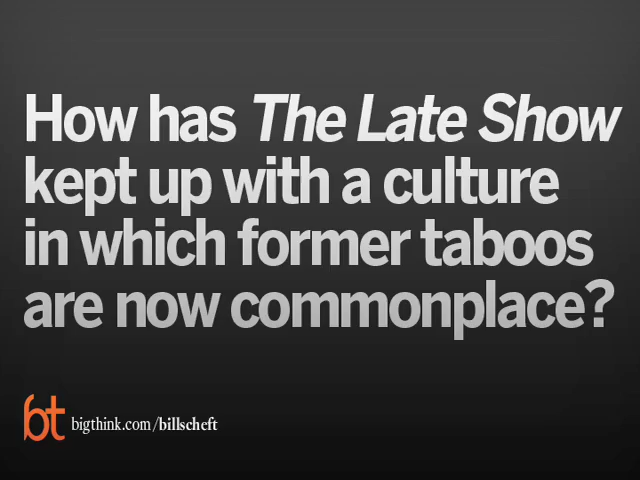 How has The Late Show
kept up with a culture
in which former taboos
are now commonplace?
bt bigthink.com/billscheft